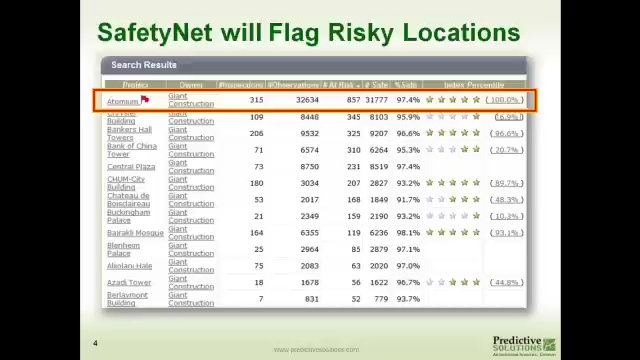 SafetyNet will Flag Risky Locations
Search Results
Project Owner #Inspections #Observations # At Risk # Safe % Safe Index Percentile
Atomium Giant Construction 315 32634 857 31777 97.4% (100.0%)
Chrysler Building Giant Construction 109 8448 345 8103 95.9% (6.9%)
Bankers Hall Towers Giant Construction 206 9532 325 9207 96.6% (96.6%)
Bank of China Tower Giant Construction 71 6574 310 6264 95.3% (20.7%)
Central Plaza Giant Construction 73 8750 231 8519 97.4%
CHUM-City Building Giant Construction 180 3034 207 2827 93.2% (89.7%)
Chateau de Boisclaireau Giant Construction 53 2017 168 1849 91.7% (48.3%)
Buckingham Palace Giant Construction 21 2349 159 2190 93.2% (10.3%)
Bajrakli Mosque Giant Construction 164 6355 119 6236 98.1% (93.1%)
Blenheim Palace Giant Construction 25 2964 85 2879 97.1%
Giant Construction 75 2083 63 2020 97.0%
Azadi Tower Giant Construction 18 1678 56 1622 96.7% (44.8%)
Berlaymont Building Giant Construction 7 831 52 779 93.7%
4
www.predictivesolutions.com
Predictive
SOLUTIONS